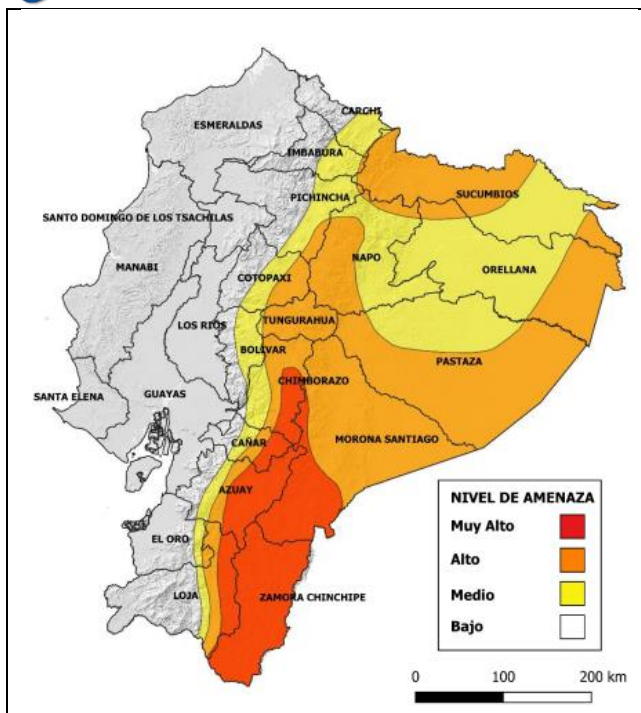 CARCHI
ESMERALDAS
IMBABURA
SUCUMBIOS
PICHINCHA
SANTO DOMINGO DE LOS TSACHILAS
NAPO
MANABI
COTOPAXI
ORELLANA
LOS RIOS
TUNGURAHUA
BOLIVAR
PASTAZA
CHIMBORAZO
SANTA ELENA
GUAYAS
CAÑAR
MORONA SANTIAGO
AZUAY
EL ORO
LOJA
ZAMORA CHINCHIPE
NIVEL DE AMENAZA
Muy Alto
Alto
Medio
Bajo
0 100 200 km